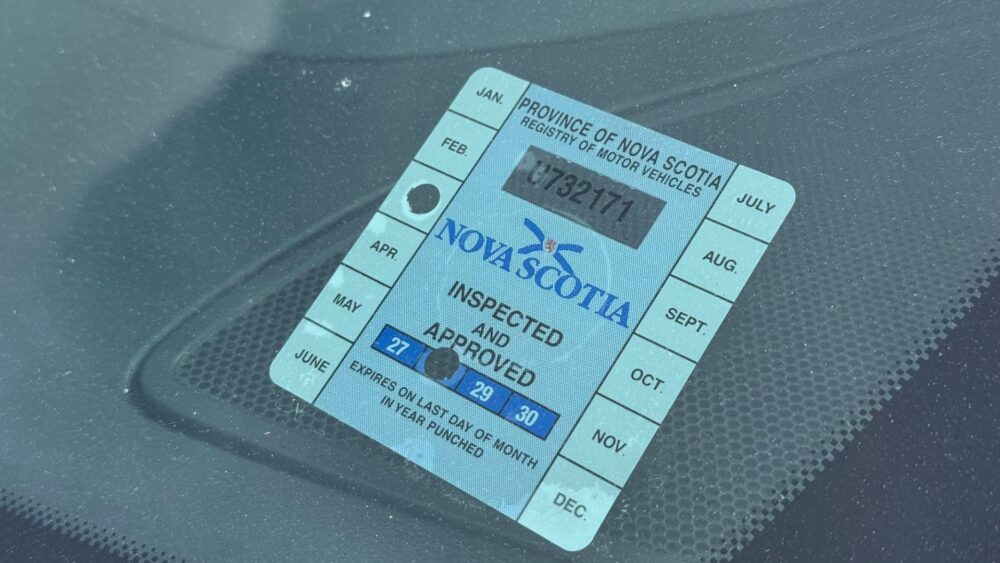 JAN.
FEB.
APR.
MAY
JUNE
PROVINCE OF NOVA SCOTIA
REGISTRY OF MOTOR VEHICLES
U732171
NOVA SCOTIA
INSPECTED
AND
APPROVED
27 29 30
EXPIRES ON LAST DAY OF MONTH
IN YEAR PUNCHED
JULY
AUG.
SEPT.
OCT.
NOV.
DEC.